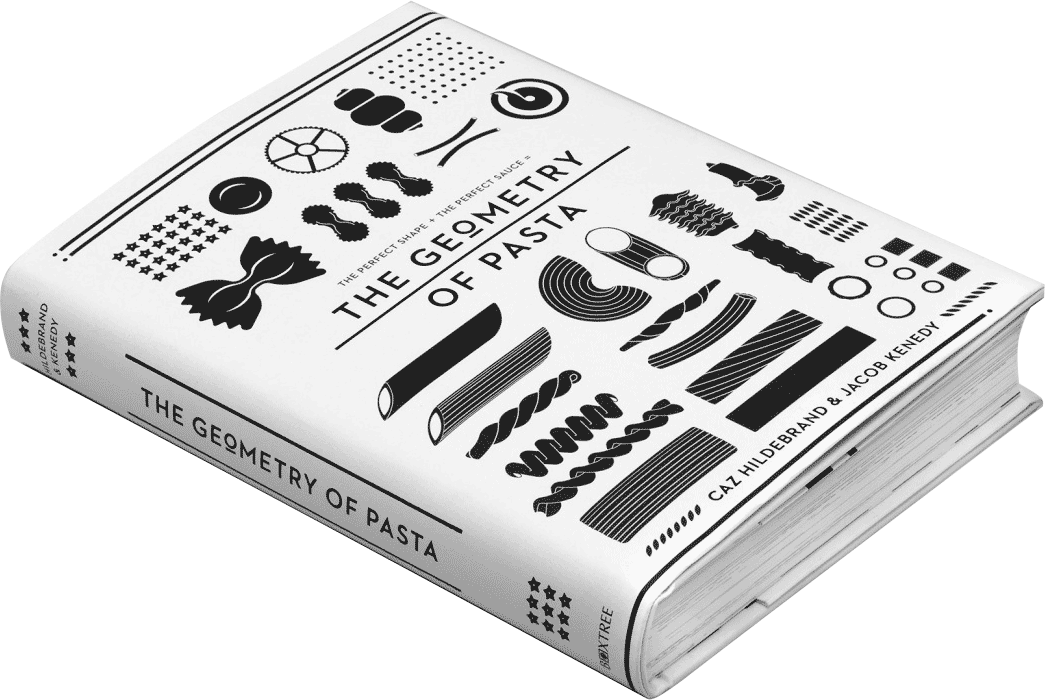 THE PERFECT SHAPE + THE PERFECT SAUCE =
THE GEOMETRY
OF PASTA
CAZ HILDEBRAND & JACOB KENEDY
HILDEBRAND
& KENEDY
THE GEOMETRY OF PASTA
BOXTREE